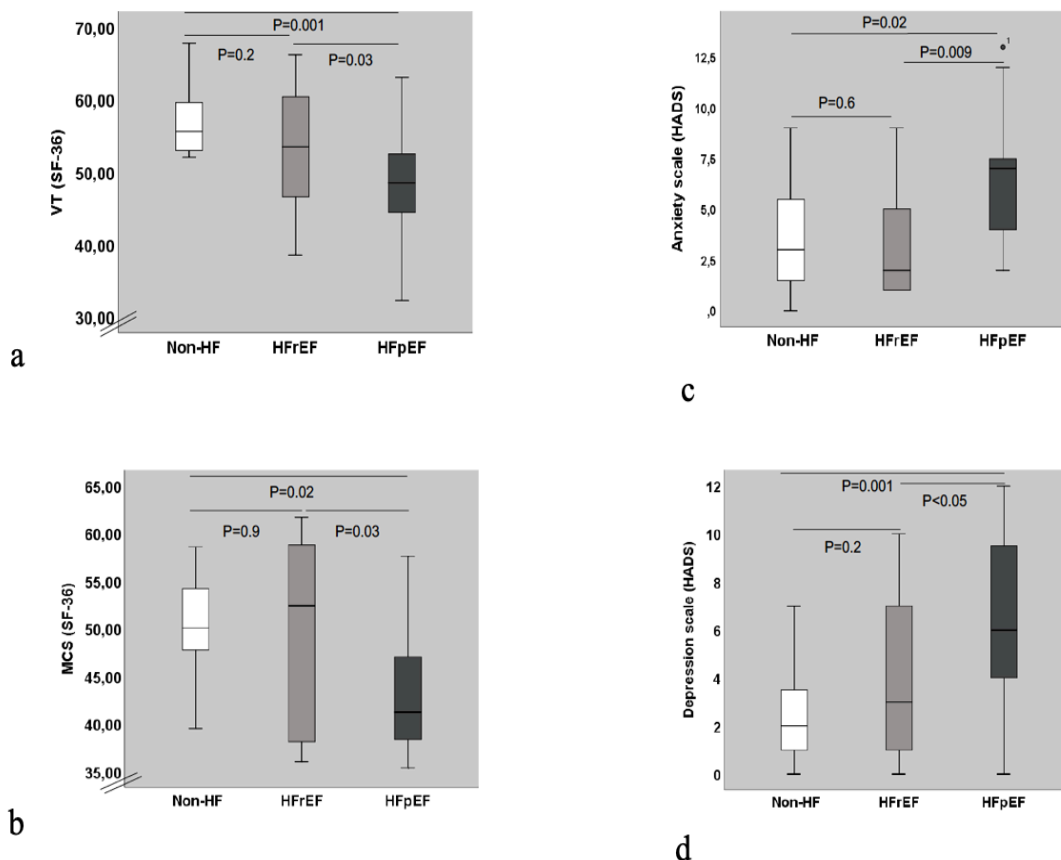 70,00
60,00
50,00
40,00
30,00
VT (SF-36)
P=0.001
P=0.2
P=0.03
Non-HF
HFrEF
HFpEF
a
12,5
10,0
7,5
5,0
2,5
,0
Anxiety scale (HADS)
P=0.02
P=0.009
P=0.6
1
Non-HF
HFrEF
HFpEF
c
65,00
60,00
55,00
50,00
45,00
40,00
35,00
MCS (SF-36)
P=0.02
P=0.9
P=0.03
Non-HF
HFrEF
HFpEF
b
12
10
8
6
4
2
0
Depression scale (HADS)
P=0.001
P<0.05
P=0.2
Non-HF
HFrEF
HFpEF
d